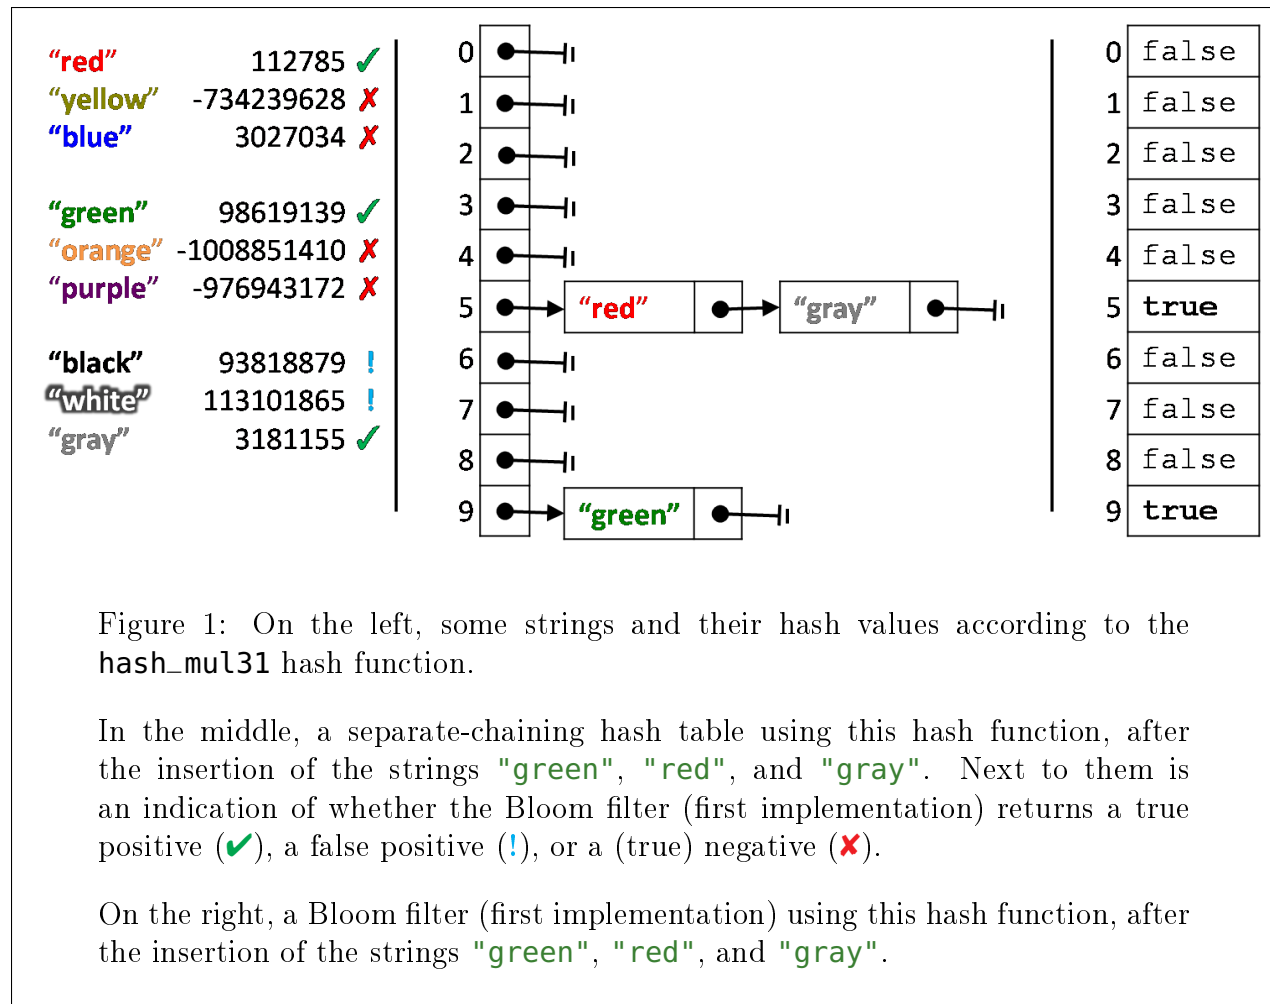 “red” 112785 ✓
“yellow” -734239628 ✗
“blue” 3027034 ✗
“green” 98619139 ✓
“orange” -1008851410 ✗
“purple” -976943172 ✗
“black” 93818879 !
“white” 113101865 !
“gray” 3181155 ✓
0
1
2
3
4
5 “red” “gray”
6
7
8
9 “green”
0 false
1 false
2 false
3 false
4 false
5 true
6 false
7 false
8 false
9 true
Figure 1: On the left, some strings and their hash values according to the
hash_mul31 hash function.
In the middle, a separate-chaining hash table using this hash function, after
the insertion of the strings "green", "red", and "gray". Next to them is
an indication of whether the Bloom filter (first implementation) returns a true
positive (✔), a false positive (!), or a (true) negative (✘).
On the right, a Bloom filter (first implementation) using this hash function, after
the insertion of the strings "green", "red", and "gray".